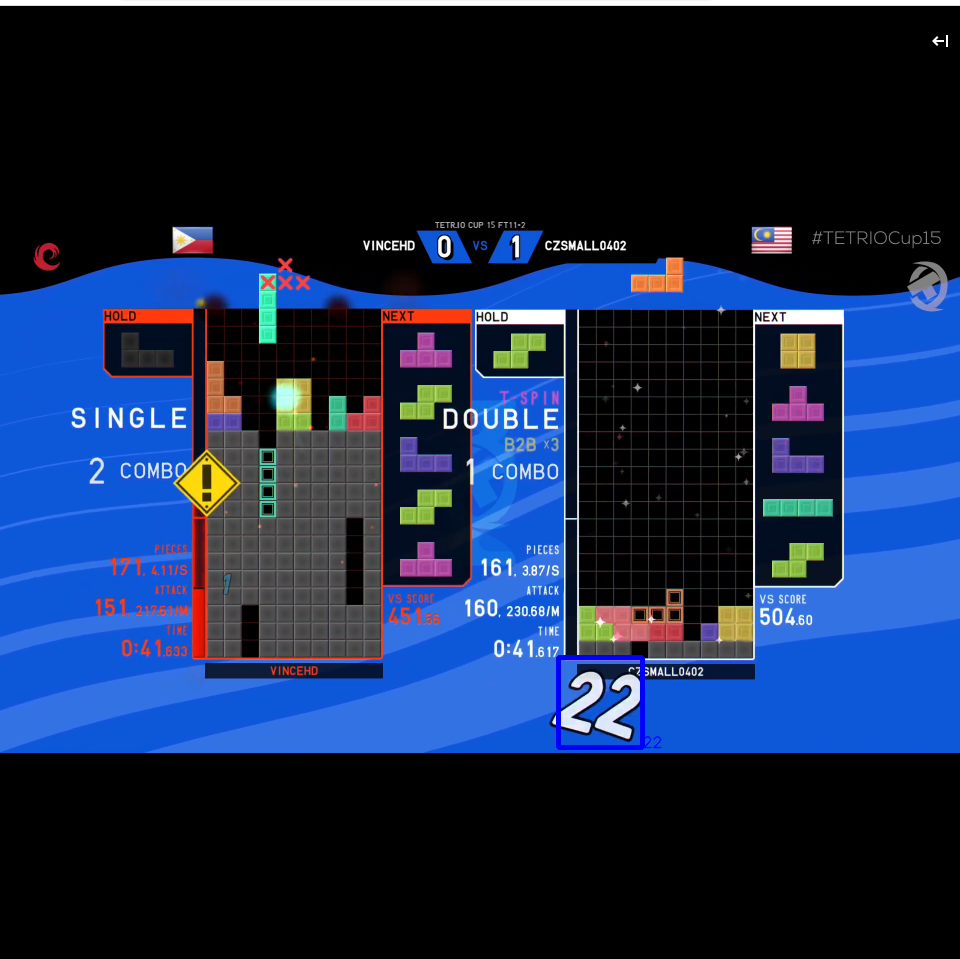 TETR.IO CUP 15 FT11-2
VINCEHD 0 VS 1 CZSMALL0402
#TETRIOCup15
HOLD
NEXT
SINGLE
2 COMBO
PIECES
171, 4.11/S
ATTACK
151, 217.61/M
TIME
0:41.633
1
VS SCORE
451.56
VINCEHD
HOLD
NEXT
T-SPIN
DOUBLE
B2B x3
1 COMBO
PIECES
161, 3.87/S
ATTACK
160, 230.68/M
TIME
0:41.617
VS SCORE
504.60
CZSMALL0402
22
22